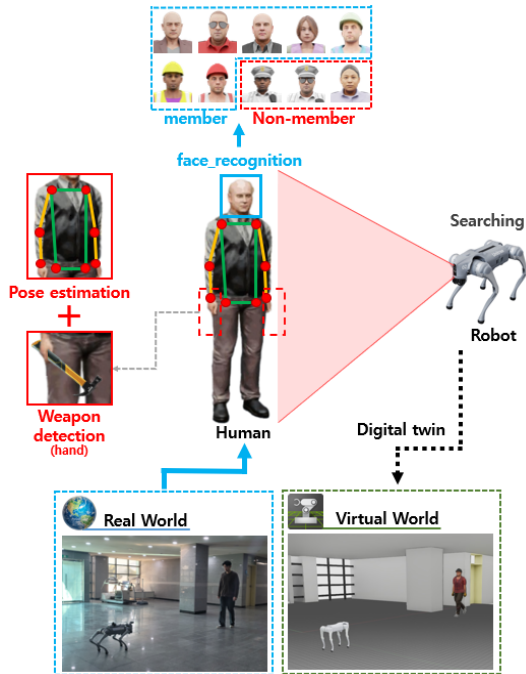 member
Non-member
face_recognition
Searching
Robot
Pose estimation
+
Weapon
detection
(hand)
Human
Digital twin
Real World
Virtual World